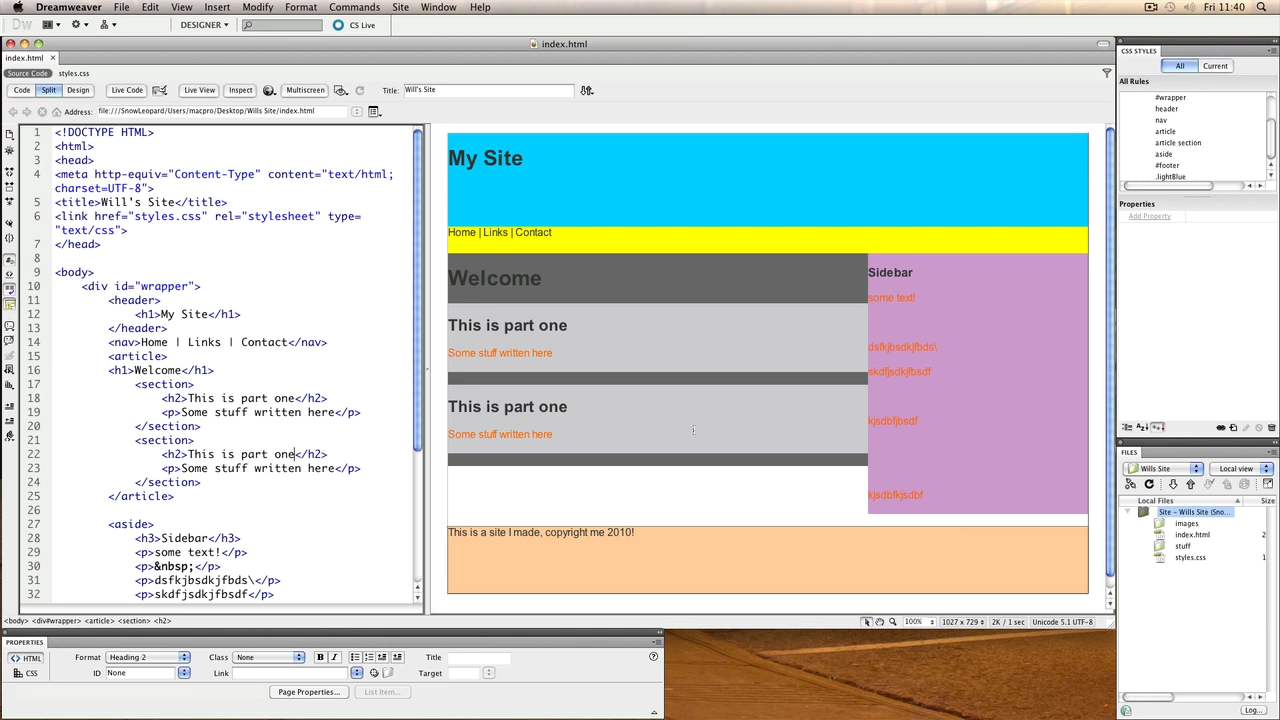 Dreamweaver File Edit View Insert Modify Format Commands Site Window Help Fri 11:40
Dw DESIGNER CS Live
index.html
index.html
Source Code styles.css
Code Split Design Live Code Live View Inspect Multiscreen Title: Will's Site
Address: file:///SnowLeopard/Users/macpro/Desktop/Wills Site/index.html
1 <!DOCTYPE HTML>
2 <html>
3 <head>
4 <meta http-equiv="Content-Type" content="text/html;
charset=UTF-8">
5 <title>Will's Site</title>
6 <link href="styles.css" rel="stylesheet" type=
"text/css">
7 </head>
8
9 <body>
10 <div id="wrapper">
11 <header>
12 <h1>My Site</h1>
13 </header>
14 <nav>Home | Links | Contact</nav>
15 <article>
16 <h1>Welcome</h1>
17 <section>
18 <h2>This is part one</h2>
19 <p>Some stuff written here</p>
20 </section>
21 <section>
22 <h2>This is part one</h2>
23 <p>Some stuff written here</p>
24 </section>
25 </article>
26
27 <aside>
28 <h3>Sidebar</h3>
29 <p>some text!</p>
30 <p>&nbsp;</p>
31 <p>dsfkjbsdkjfbds\</p>
32 <p>skdfjsdkjfbsdf</p>
My Site
Home | Links | Contact
Welcome
This is part one
Some stuff written here
This is part one
Some stuff written here
Sidebar
some text!
dsfkjbsdkjfbds\
skdfjsdkjfbsdf
kjsdbfjbsdf
kjsdbfkjsdbf
This is a site I made, copyright me 2010!
<body> <div#wrapper> <article> <section> <h2>
100% 1027 x 729 2K / 1 sec Unicode 5.1 UTF-8
PROPERTIES
HTML Format Heading 2 Class None B I Title
CSS ID None Link Target
Page Properties... List Item...
CSS STYLES
All Current
All Rules
#wrapper
header
nav
article
article section
aside
#footer
.lightBlue
Properties
Add Property
FILES
Wills Site Local view
Local Files Size
Site - Wills Site (Sno...
images
index.html 2
stuff
styles.css 1
Log...